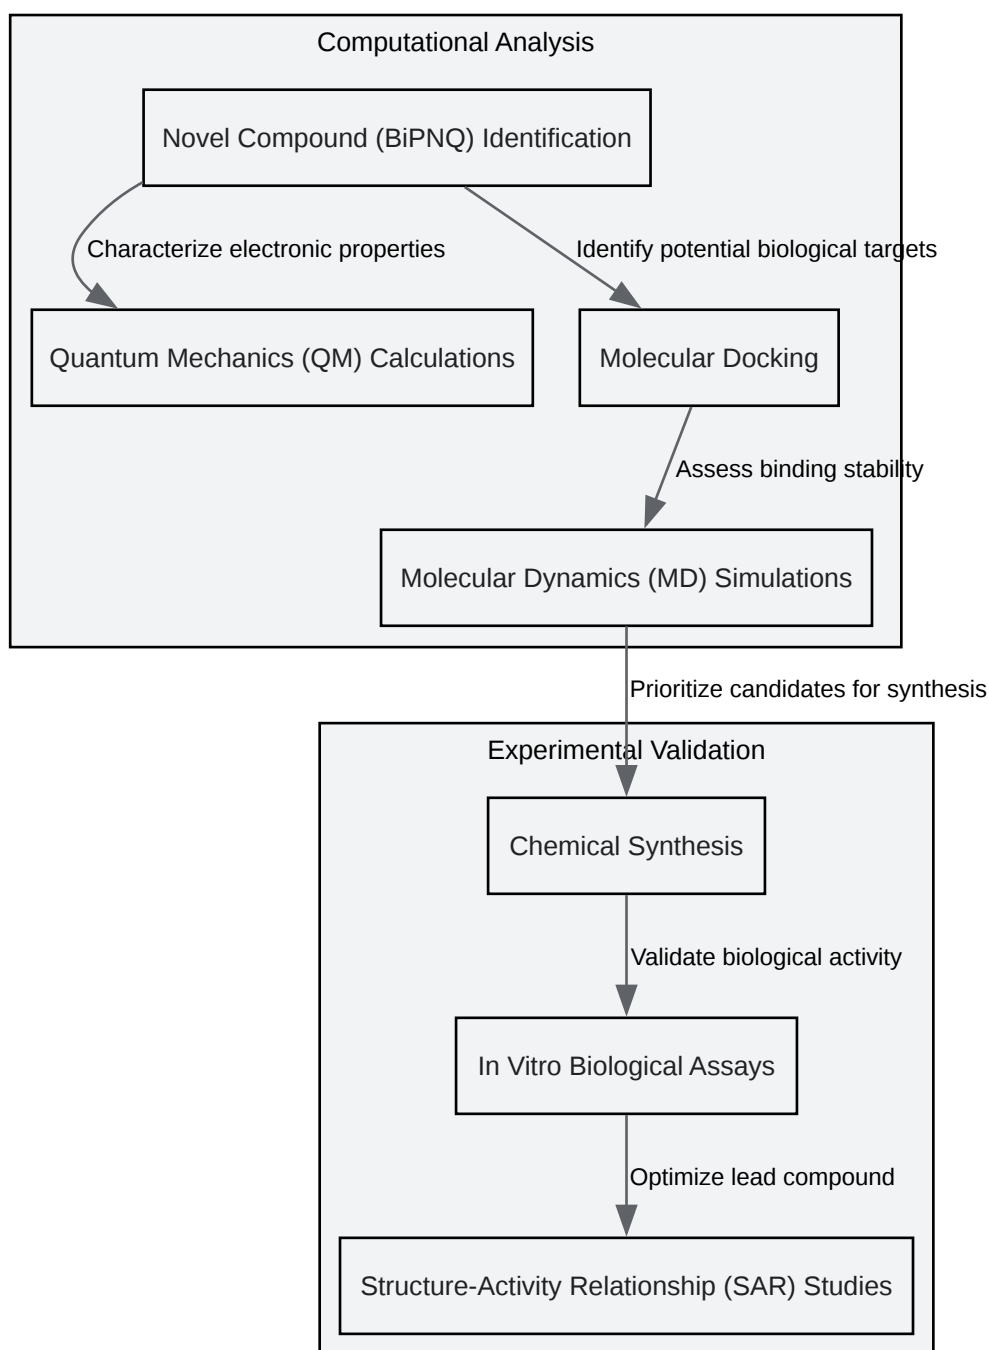 Computational Analysis
Novel Compound (BiPNQ) Identification
Characterize electronic properties
Identify potential biological targets
Quantum Mechanics (QM) Calculations
Molecular Docking
Assess binding stability
Molecular Dynamics (MD) Simulations
Prioritize candidates for synthesis
Experimental Validation
Chemical Synthesis
Validate biological activity
In Vitro Biological Assays
Optimize lead compound
Structure-Activity Relationship (SAR) Studies